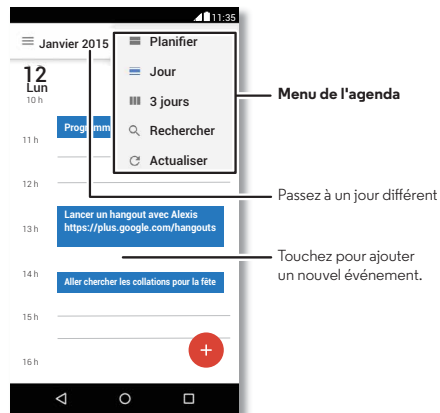 11:35
Janvier 2015
Planifier
Jour
3 jours
Rechercher
Actualiser
Menu de l'agenda
12
Lun
10 h
Progr mm
11 h
12 h
Passez à un jour différent
Lancer un hangout avec Alexis
https://plus.google.com/hangouts
13 h
Touchez pour ajouter
un nouvel événement.
14 h
Aller chercher les collations pour la fête
15 h
16 h